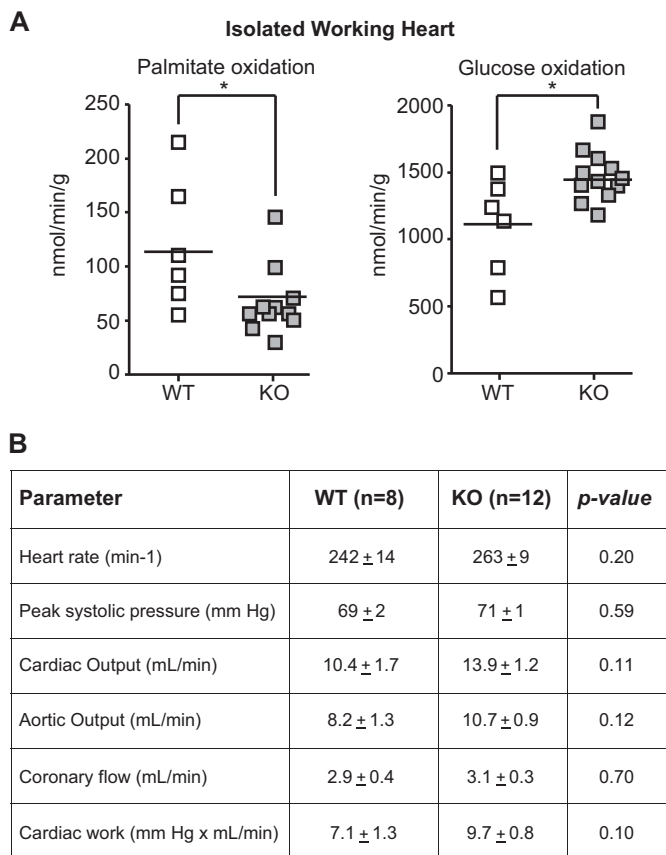 A
Isolated Working Heart
Palmitate oxidation
*
nmol/min/g
250
200
150
100
50
0
WT KO
Glucose oxidation
*
nmol/min/g
2000
1500
1000
500
0
WT KO
B
Parameter WT (n=8) KO (n=12) p-value
Heart rate (min-1) 242 ± 14 263 ± 9 0.20
Peak systolic pressure (mm Hg) 69 ± 2 71 ± 1 0.59
Cardiac Output (mL/min) 10.4 ± 1.7 13.9 ± 1.2 0.11
Aortic Output (mL/min) 8.2 ± 1.3 10.7 ± 0.9 0.12
Coronary flow (mL/min) 2.9 ± 0.4 3.1 ± 0.3 0.70
Cardiac work (mm Hg x mL/min) 7.1 ± 1.3 9.7 ± 0.8 0.10